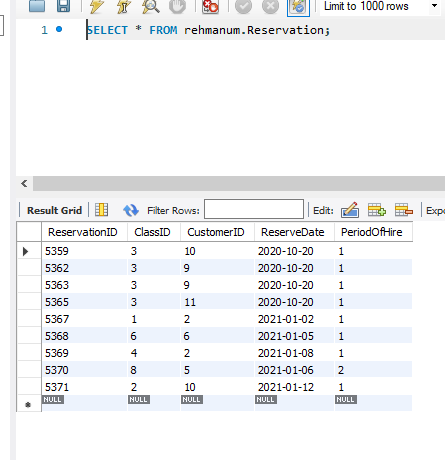 Limit to 1000 rows
1 SELECT * FROM rehmanum.Reservation;
Result Grid Filter Rows: Edit:
ReservationID ClassID CustomerID ReserveDate PeriodOfHire
5359 3 10 2020-10-20 1
5362 3 9 2020-10-20 1
5363 3 9 2020-10-20 1
5365 3 11 2020-10-20 1
5367 1 2 2021-01-02 1
5368 6 6 2021-01-05 1
5369 4 2 2021-01-08 1
5370 8 5 2021-01-06 2
5371 2 10 2021-01-12 1
NULL NULL NULL NULL NULL